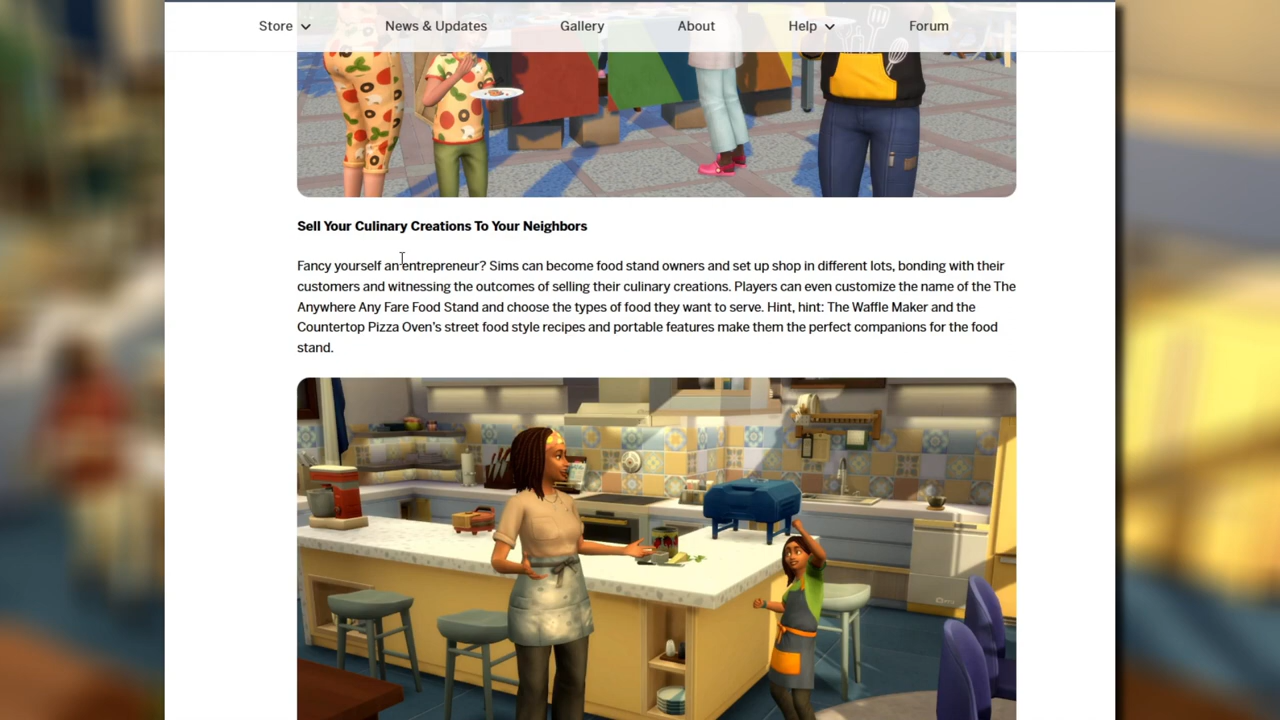 Store
News & Updates
Gallery
About
Help
Forum
Sell Your Culinary Creations To Your Neighbors
Fancy yourself an entrepreneur? Sims can become food stand owners and set up shop in different lots, bonding with their
customers and witnessing the outcomes of selling their culinary creations. Players can even customize the name of the The
Anywhere Any Fare Food Stand and choose the types of food they want to serve. Hint, hint: The Waffle Maker and the
Countertop Pizza Oven's street food style recipes and portable features make them the perfect companions for the food
stand.